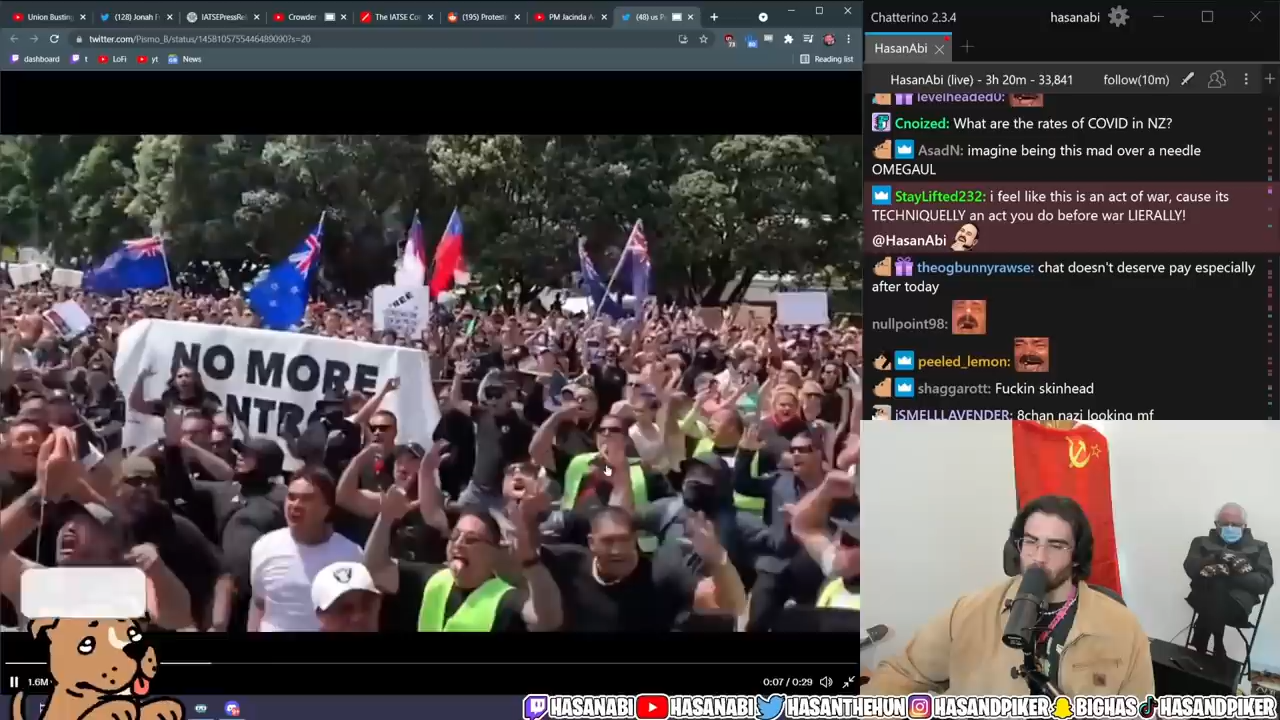 Union Busting
(128) Jonah F
IATSEPressRel
Crowder
The IATSE Co
(195) Protest
PM Jacinda A
(48) us P
twitter.com/Pismo_B/status/1458105755446489090?s=20
73
dashboard
t
LoFi
yt
News
Reading list
NO MORE
FREE
1.6M
0:07 / 0:29
Chatterino 2.3.4
hasanabi
HasanAbi
HasanAbi (live) - 3h 20m - 33,841
follow(10m)
levelheaded0:
Cnoized: What are the rates of COVID in NZ?
AsadN: imagine being this mad over a needle
OMEGAUL
StayLifted232: i feel like this is an act of war, cause its
TECHNIQUELLY an act you do before war LIERALLY!
@HasanAbi
theogbunnyrawse: chat doesn't deserve pay especially
after today
nullpoint98:
peeled_lemon:
shaggarott: Fuckin skinhead
iSMELLLAVENDER: 8chan nazi looking mf
HASANABI
HASANABI
HASANTHEHUN
HASANDPIKER
BIGHAS
HASANDPIKER